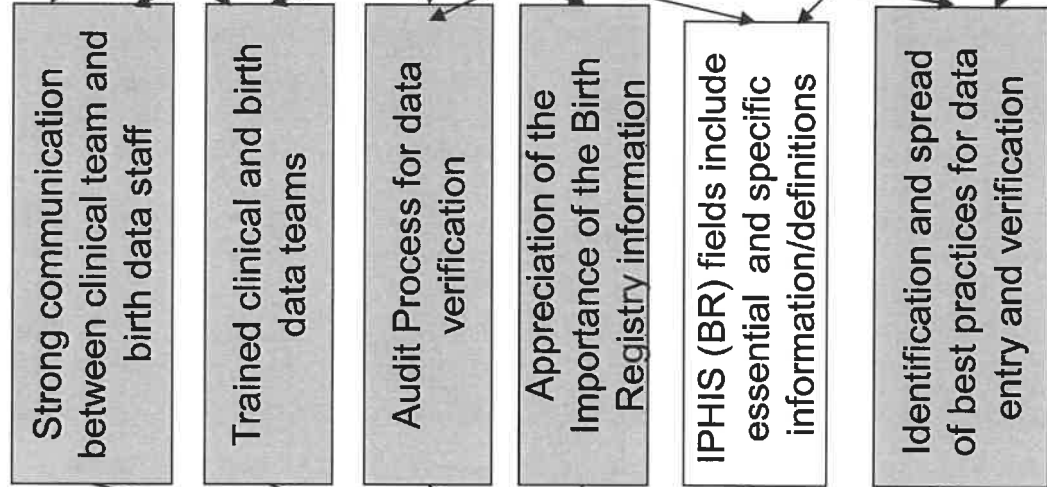 Strong communication
between clinical team and
birth data staff
Trained clinical and birth
data teams
Audit Process for data
verification
Appreciation of the
Importance of the Birth
Registry information
IPHIS (BR) fields include
essential and specific
information/definitions
Identification and spread
of best practices for data
entry and verification